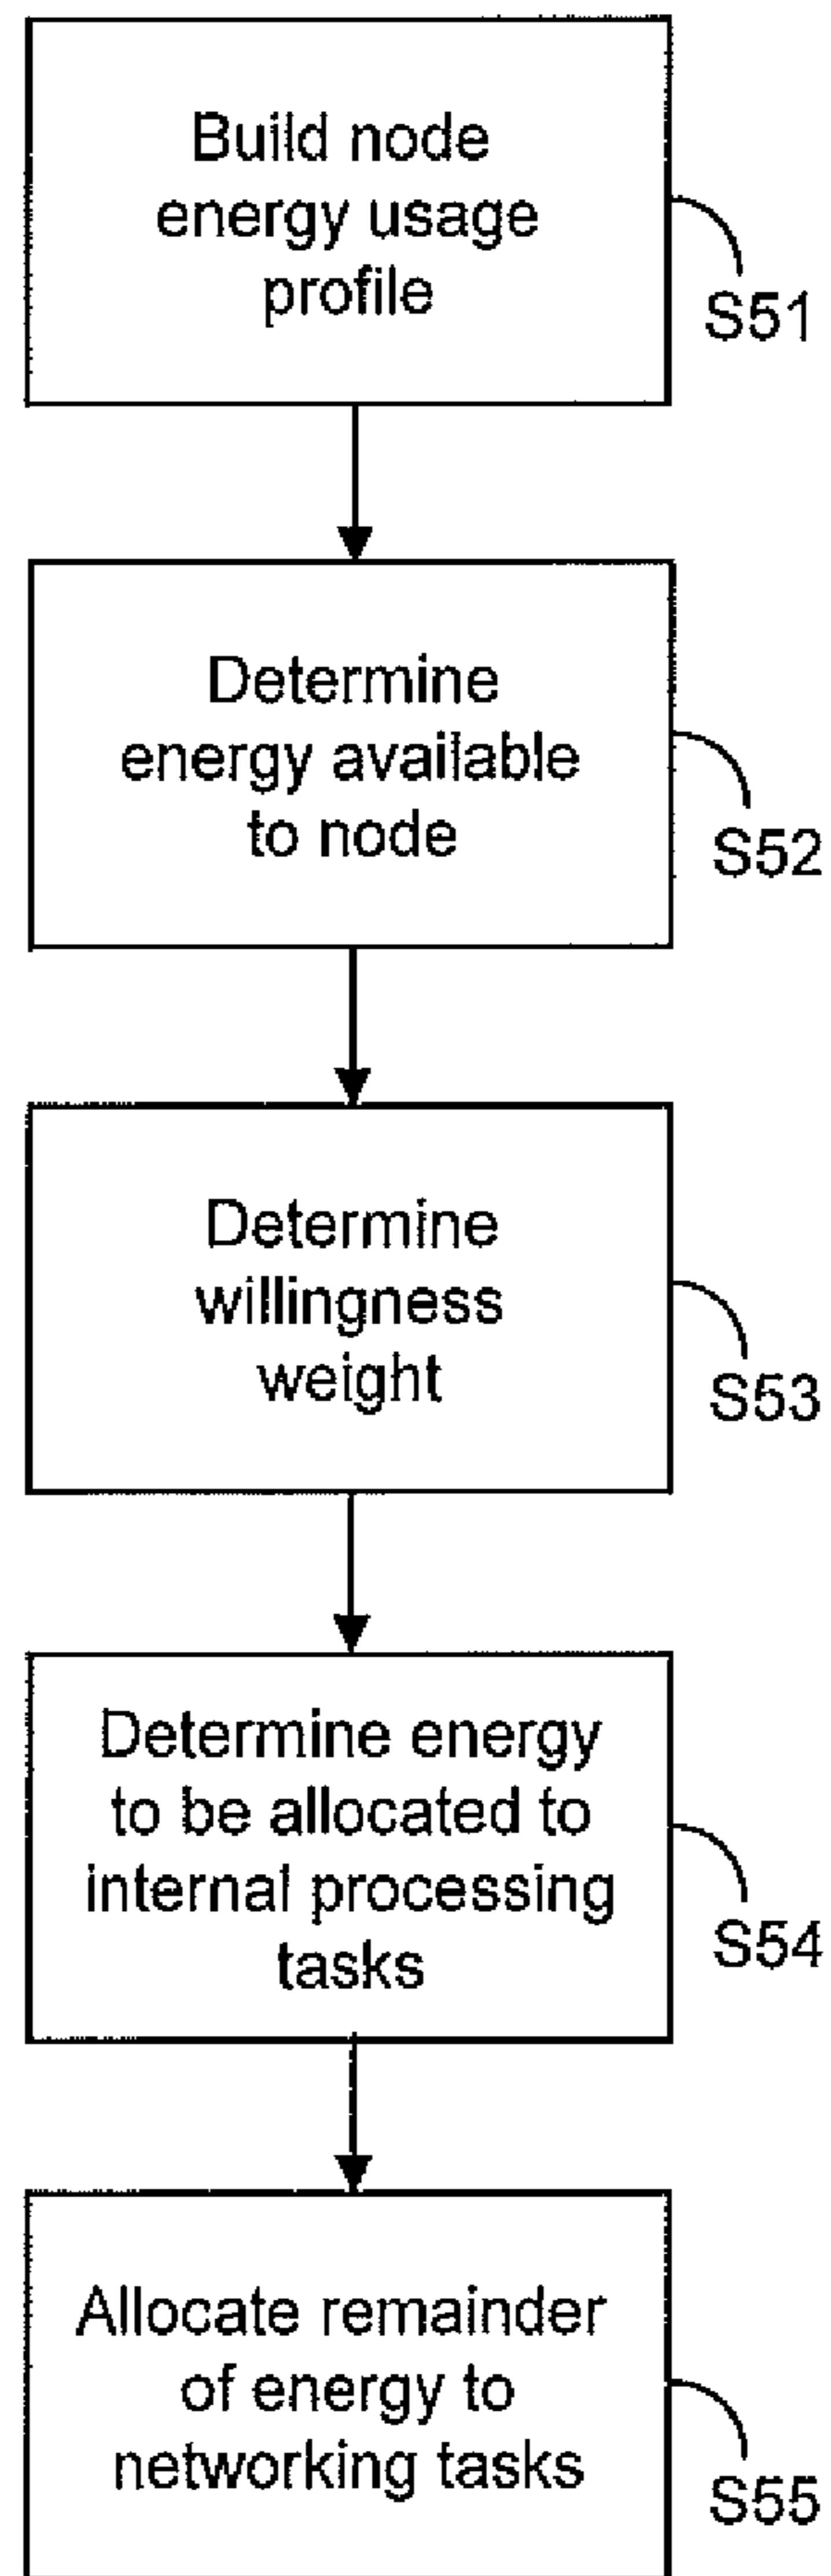 Build node
energy usage
profile
S51
Determine
energy available
to node
S52
Determine
willingness
weight
S53
Determine energy
to be allocated to
internal processing
tasks
S54
Allocate remainder
of energy to
networking tasks
S55